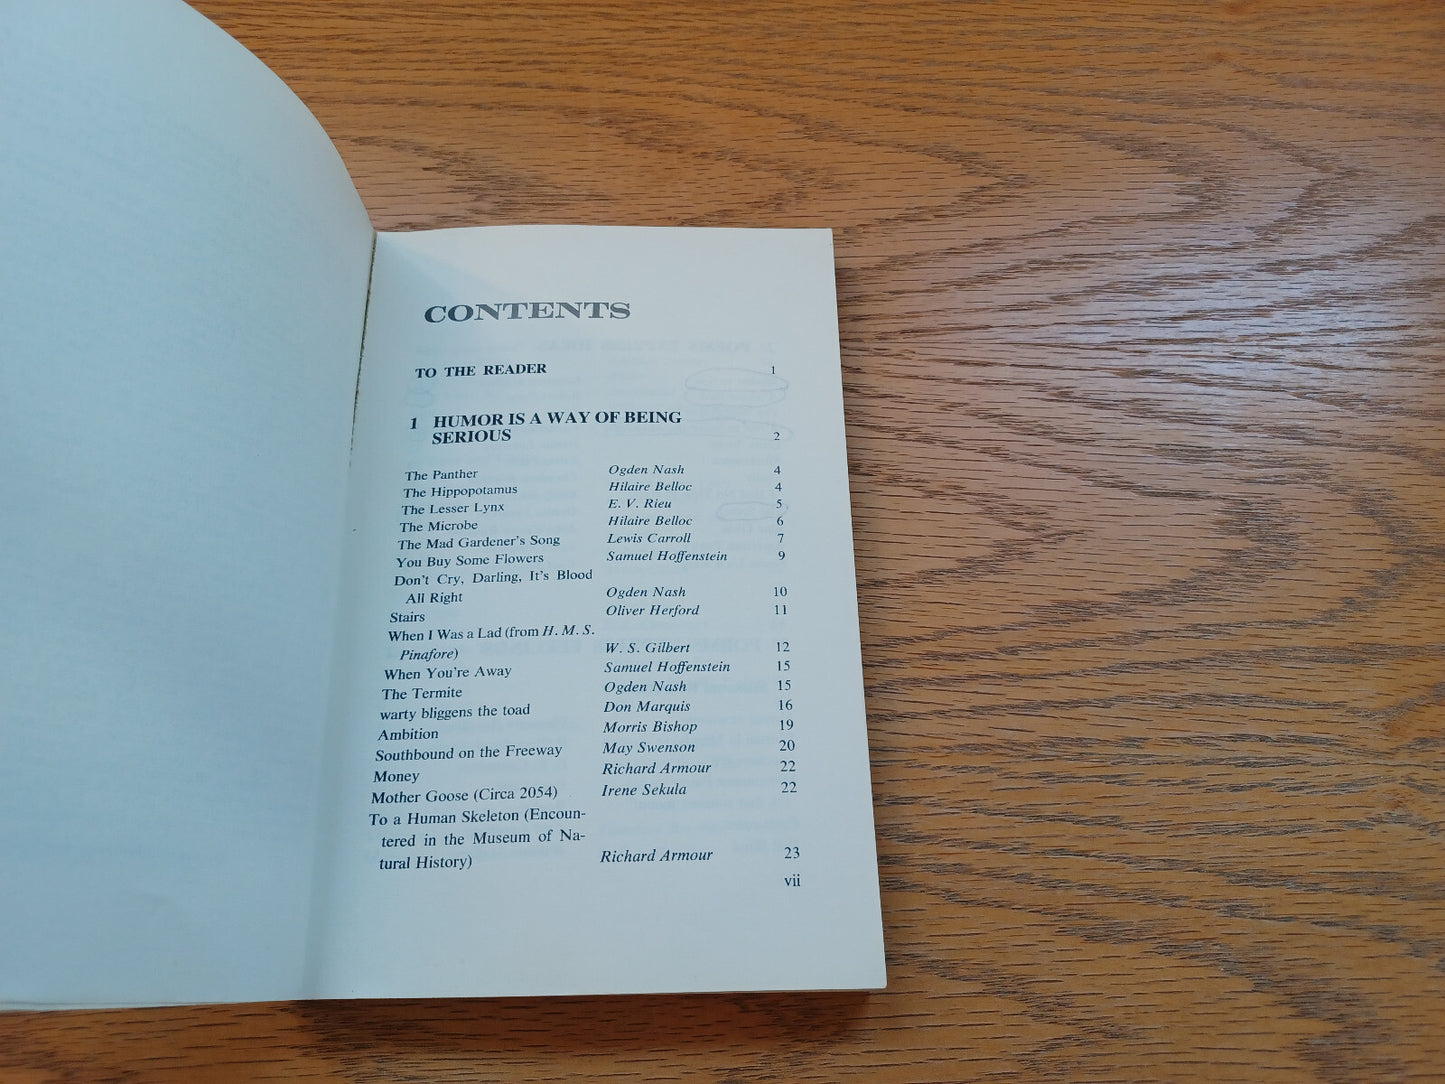 CONTENTS
TO THE READER 1
1 HUMOR IS A WAY OF BEING
SERIOUS 2
The Panther Ogden Nash 4
The Hippopotamus Hilaire Belloc 4
The Lesser Lynx E. V. Rieu 5
The Microbe Hilaire Belloc 6
The Mad Gardener's Song Lewis Carroll 7
You Buy Some Flowers Samuel Hoffenstein 9
Don't Cry, Darling, It's Blood
All Right Ogden Nash 10
Stairs Oliver Herford 11
When I Was a Lad (from H. M. S.
Pinafore) W. S. Gilbert 12
When You're Away Samuel Hoffenstein 15
The Termite Ogden Nash 15
warty bliggens the toad Don Marquis 16
Ambition Morris Bishop 19
Southbound on the Freeway May Swenson 20
Money Richard Armour 22
Mother Goose (Circa 2054) Irene Sekula 22
To a Human Skeleton (Encoun-
tered in the Museum of Na-
tural History) Richard Armour 23
vii